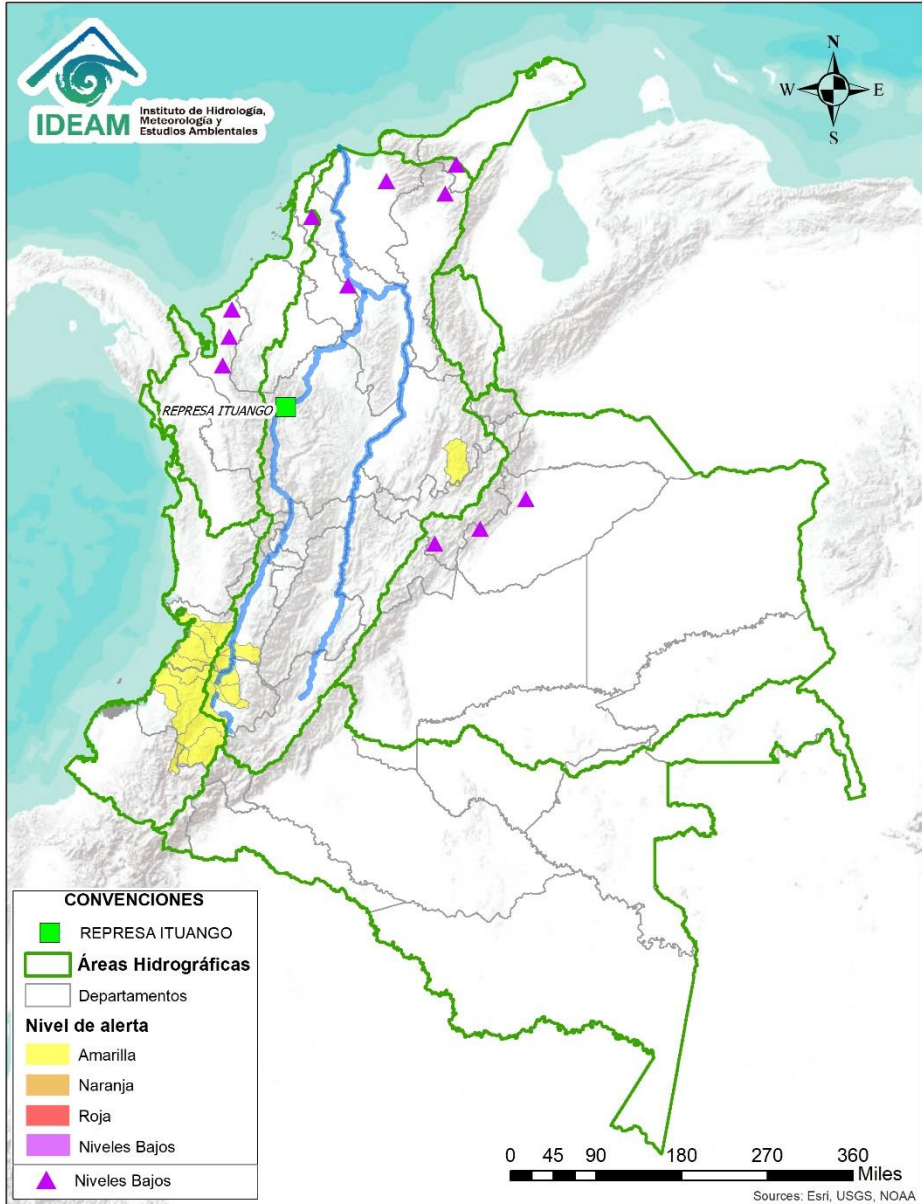 IDEAM
Instituto de Hidrología,
Meteorología y
Estudios Ambientales
N
W
E
S
REPRESA ITUANGO
CONVENCIONES
REPRESA ITUANGO
Áreas Hidrográficas
Departamentos
Nivel de alerta
Amarilla
Naranja
Roja
Niveles Bajos
Niveles Bajos
0 45 90 180 270 360
Miles
Sources: Esri, USGS, NOAA